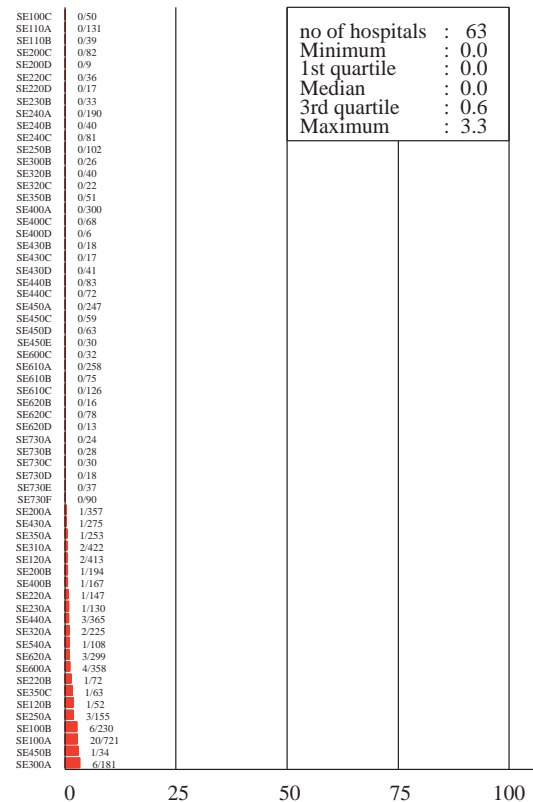 no of hospitals : 63
Minimum : 0.0
1st quartile : 0.0
Median : 0.0
3rd quartile : 0.6
Maximum : 3.3
SE100C 0/50
SE110A 0/131
SE110B 0/39
SE200C 0/82
SE200D 0/9
SE220C 0/36
SE220D 0/17
SE230B 0/33
SE240A 0/190
SE240B 0/40
SE240C 0/81
SE250B 0/102
SE300B 0/26
SE320B 0/40
SE320C 0/22
SE350B 0/51
SE400A 0/300
SE400C 0/68
SE400D 0/6
SE430B 0/18
SE430C 0/17
SE430D 0/41
SE440B 0/83
SE440C 0/72
SE450A 0/247
SE450C 0/59
SE450D 0/63
SE450E 0/30
SE600C 0/32
SE610A 0/258
SE610B 0/75
SE610C 0/126
SE620B 0/16
SE620C 0/78
SE620D 0/13
SE730A 0/24
SE730B 0/28
SE730C 0/30
SE730D 0/18
SE730E 0/37
SE730F 0/90
SE200A 1/357
SE430A 1/275
SE350A 1/253
SE310A 2/422
SE120A 2/413
SE200B 1/194
SE400B 1/167
SE220A 1/147
SE230A 1/130
SE440A 3/365
SE320A 2/225
SE540A 1/108
SE620A 3/299
SE600A 4/358
SE220B 1/72
SE350C 1/63
SE120B 1/52
SE250A 3/155
SE100B 6/230
SE100A 20/721
SE450B 1/34
SE300A 6/181
0 25 50 75 100